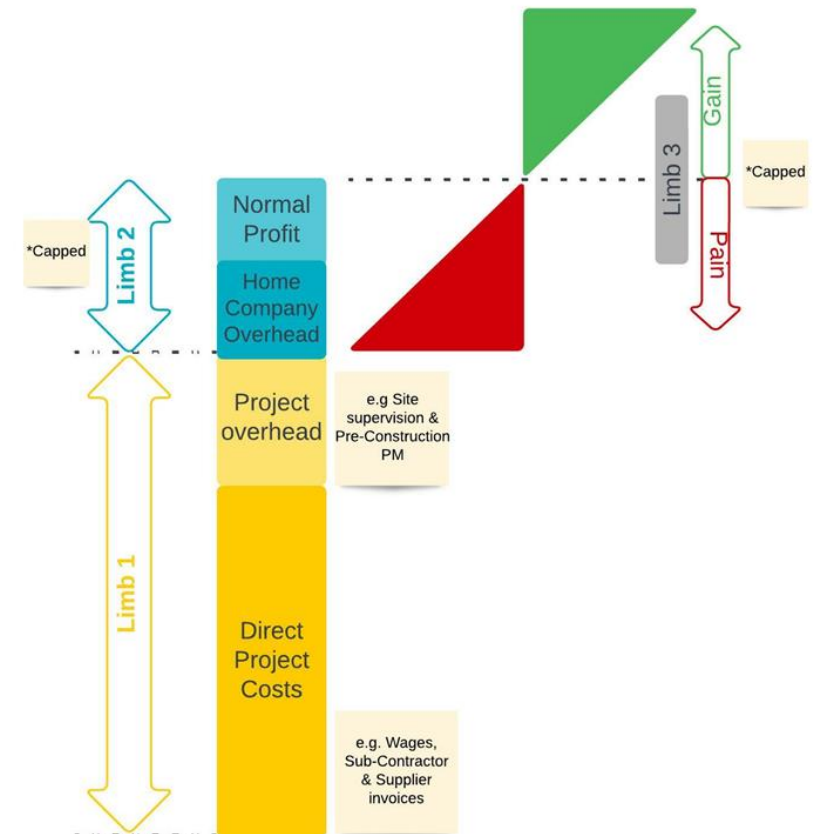 Gain
Limb 3
*Capped
Pain
Normal
Profit
*Capped
Limb 2
Home
Company
Overhead
Project
overhead
e.g Site
supervision &
Pre-Construction
PM
Limb 1
Direct
Project
Costs
e.g. Wages,
Sub-Contractor
& Supplier
invoices